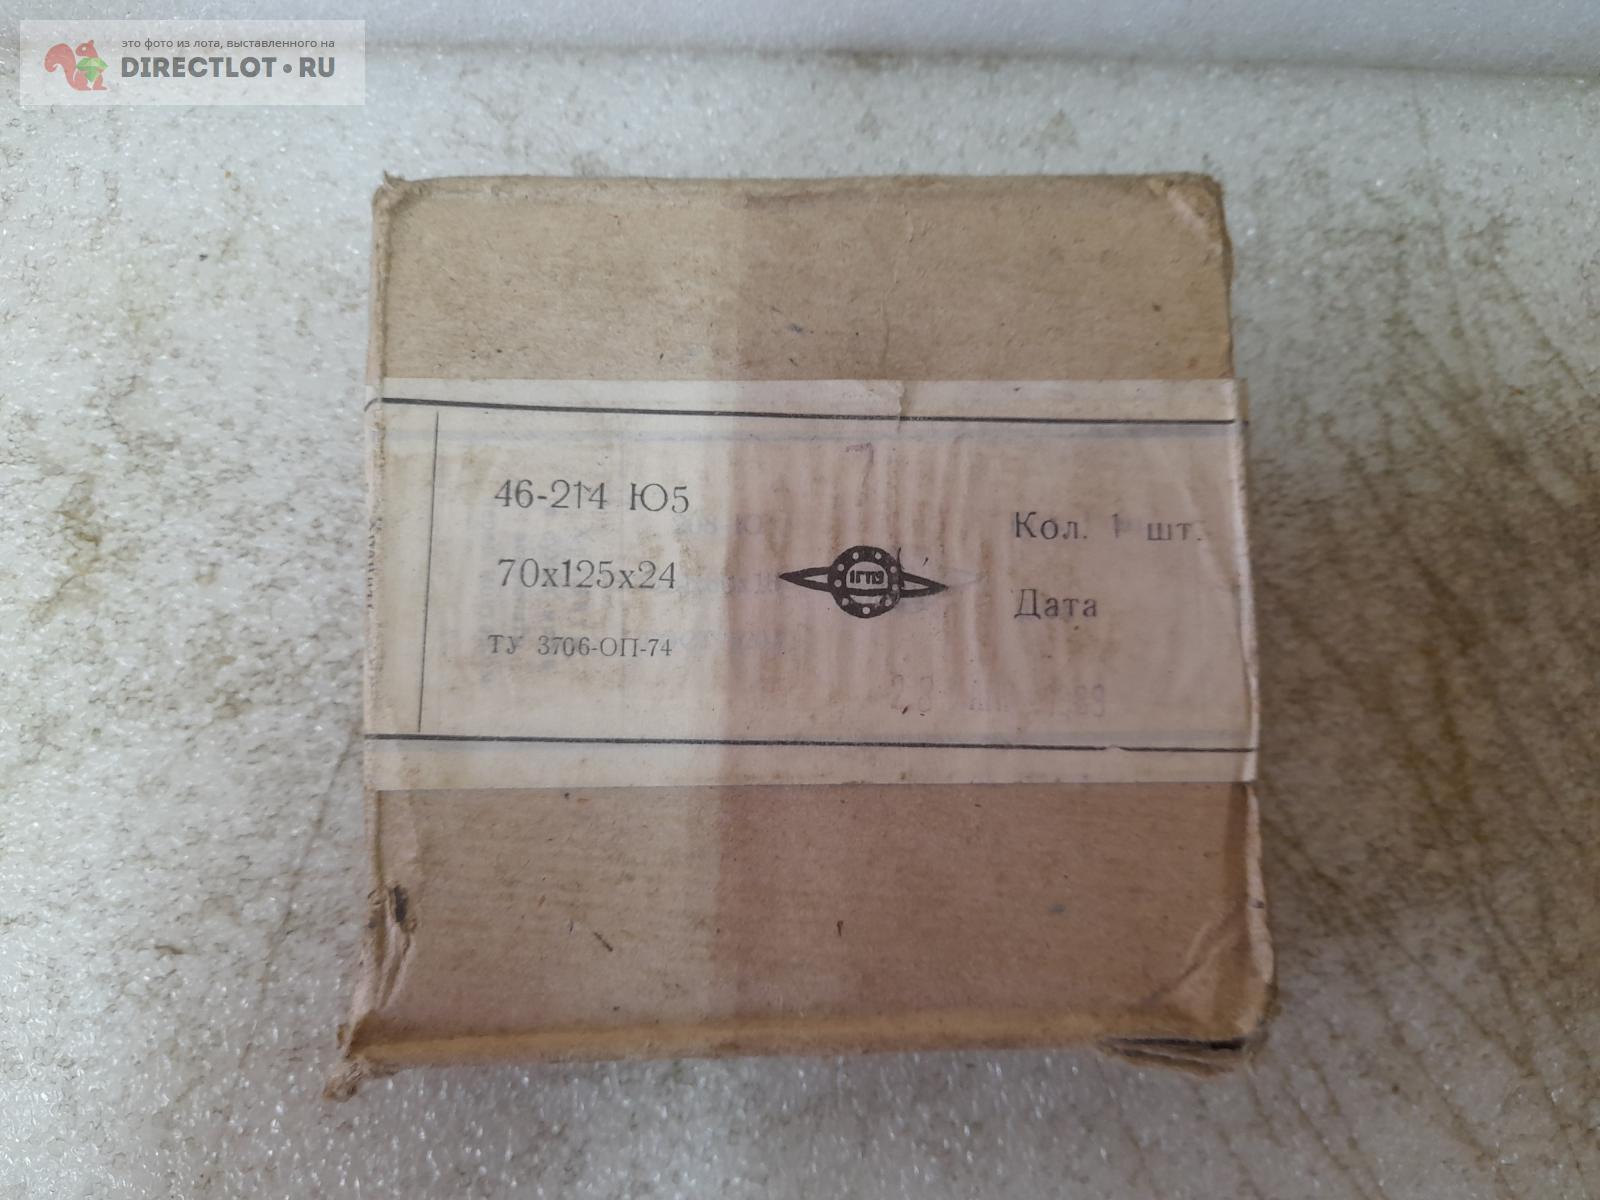 это фото из лота, выставленного на
DIRECTLOT.RU
46-214 Ю5
70х125х24
ТУ 3706-ОП-74
1ГПЗ
Кол. 1 шт.
Дата